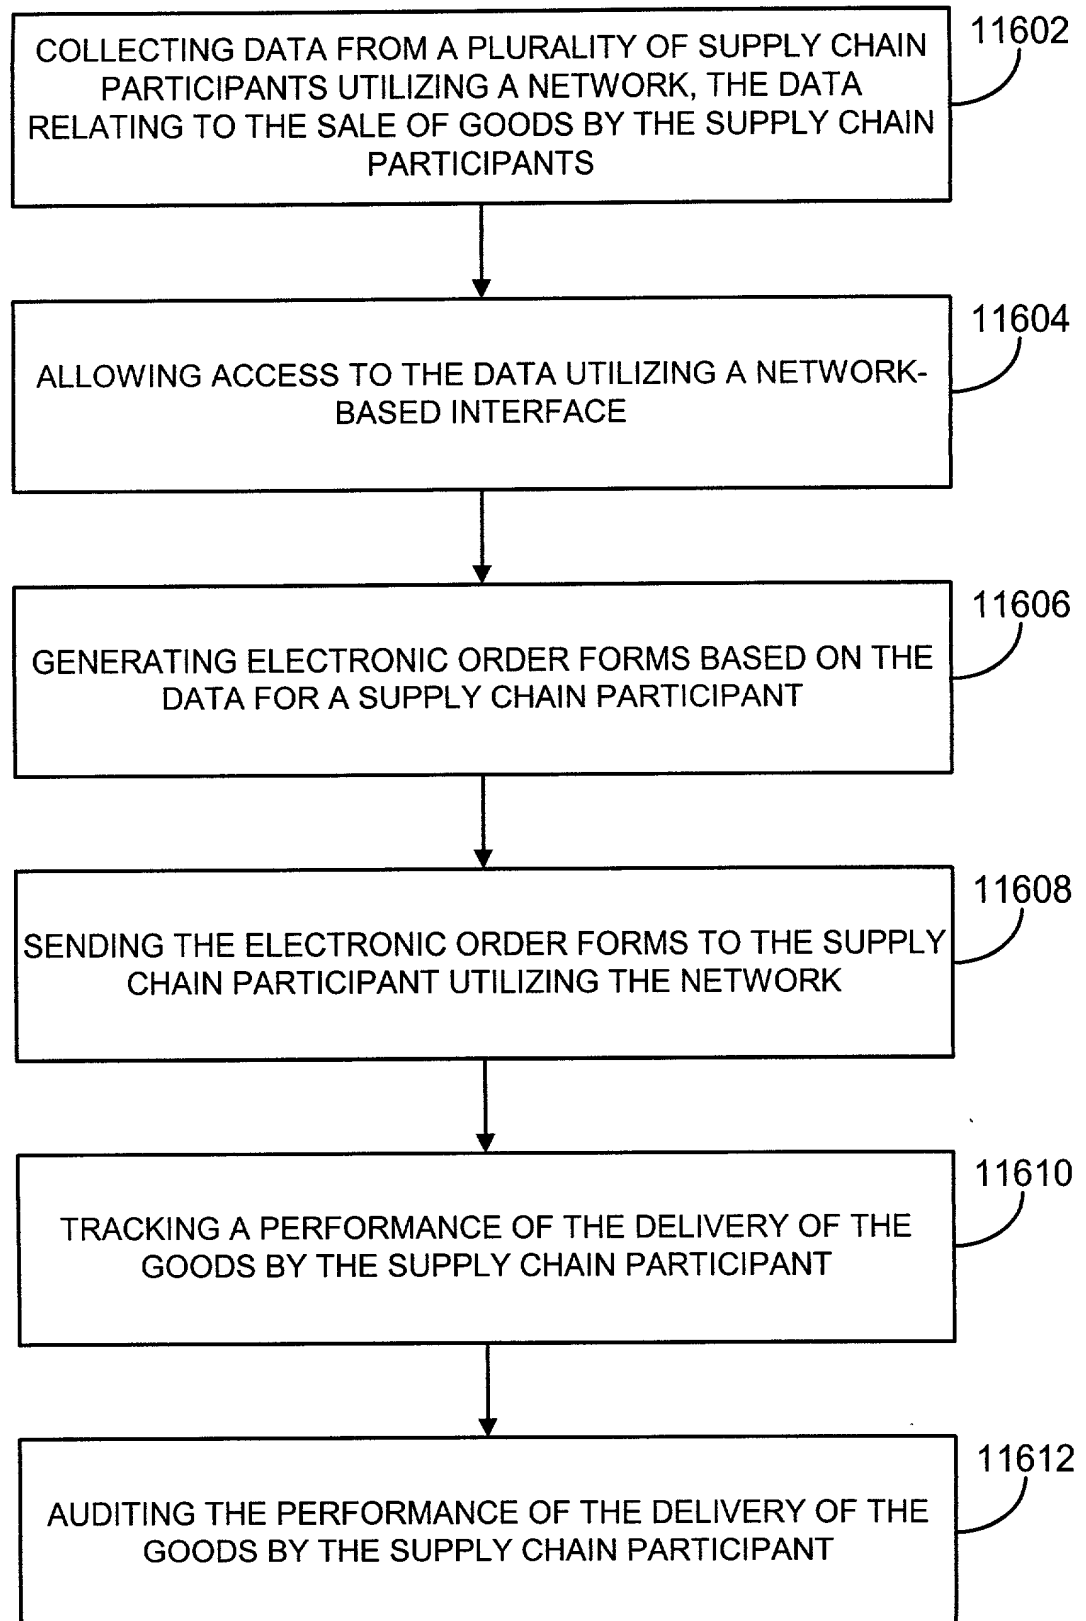 COLLECTING DATA FROM A PLURALITY OF SUPPLY CHAIN
PARTICIPANTS UTILIZING A NETWORK, THE DATA
RELATING TO THE SALE OF GOODS BY THE SUPPLY CHAIN
PARTICIPANTS
11602
ALLOWING ACCESS TO THE DATA UTILIZING A NETWORK-
BASED INTERFACE
11604
GENERATING ELECTRONIC ORDER FORMS BASED ON THE
DATA FOR A SUPPLY CHAIN PARTICIPANT
11606
SENDING THE ELECTRONIC ORDER FORMS TO THE SUPPLY
CHAIN PARTICIPANT UTILIZING THE NETWORK
11608
TRACKING A PERFORMANCE OF THE DELIVERY OF THE
GOODS BY THE SUPPLY CHAIN PARTICIPANT
11610
AUDITING THE PERFORMANCE OF THE DELIVERY OF THE
GOODS BY THE SUPPLY CHAIN PARTICIPANT
11612